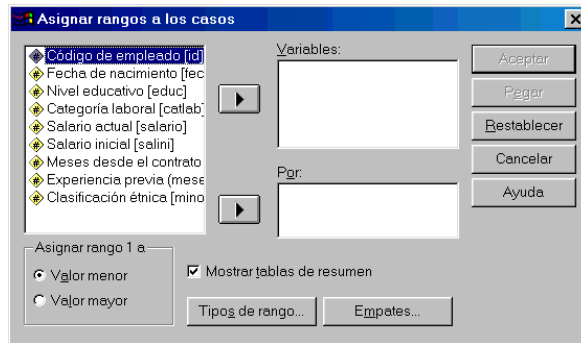 Asignar rangos a los casos
Código de empleado [id]
Fecha de nacimiento [fec
Nivel educativo [educ]
Categoría laboral [catlab]
Salario actual [salario]
Salario inicial [salini]
Meses desde el contrato
Experiencia previa (mese
Clasificación étnica [mino
Variables:
Por:
Aceptar
Pegar
Restablecer
Cancelar
Ayuda
Asignar rango 1 a
Valor menor
Valor mayor
Mostrar tablas de resumen
Tipos de rango...
Empates...